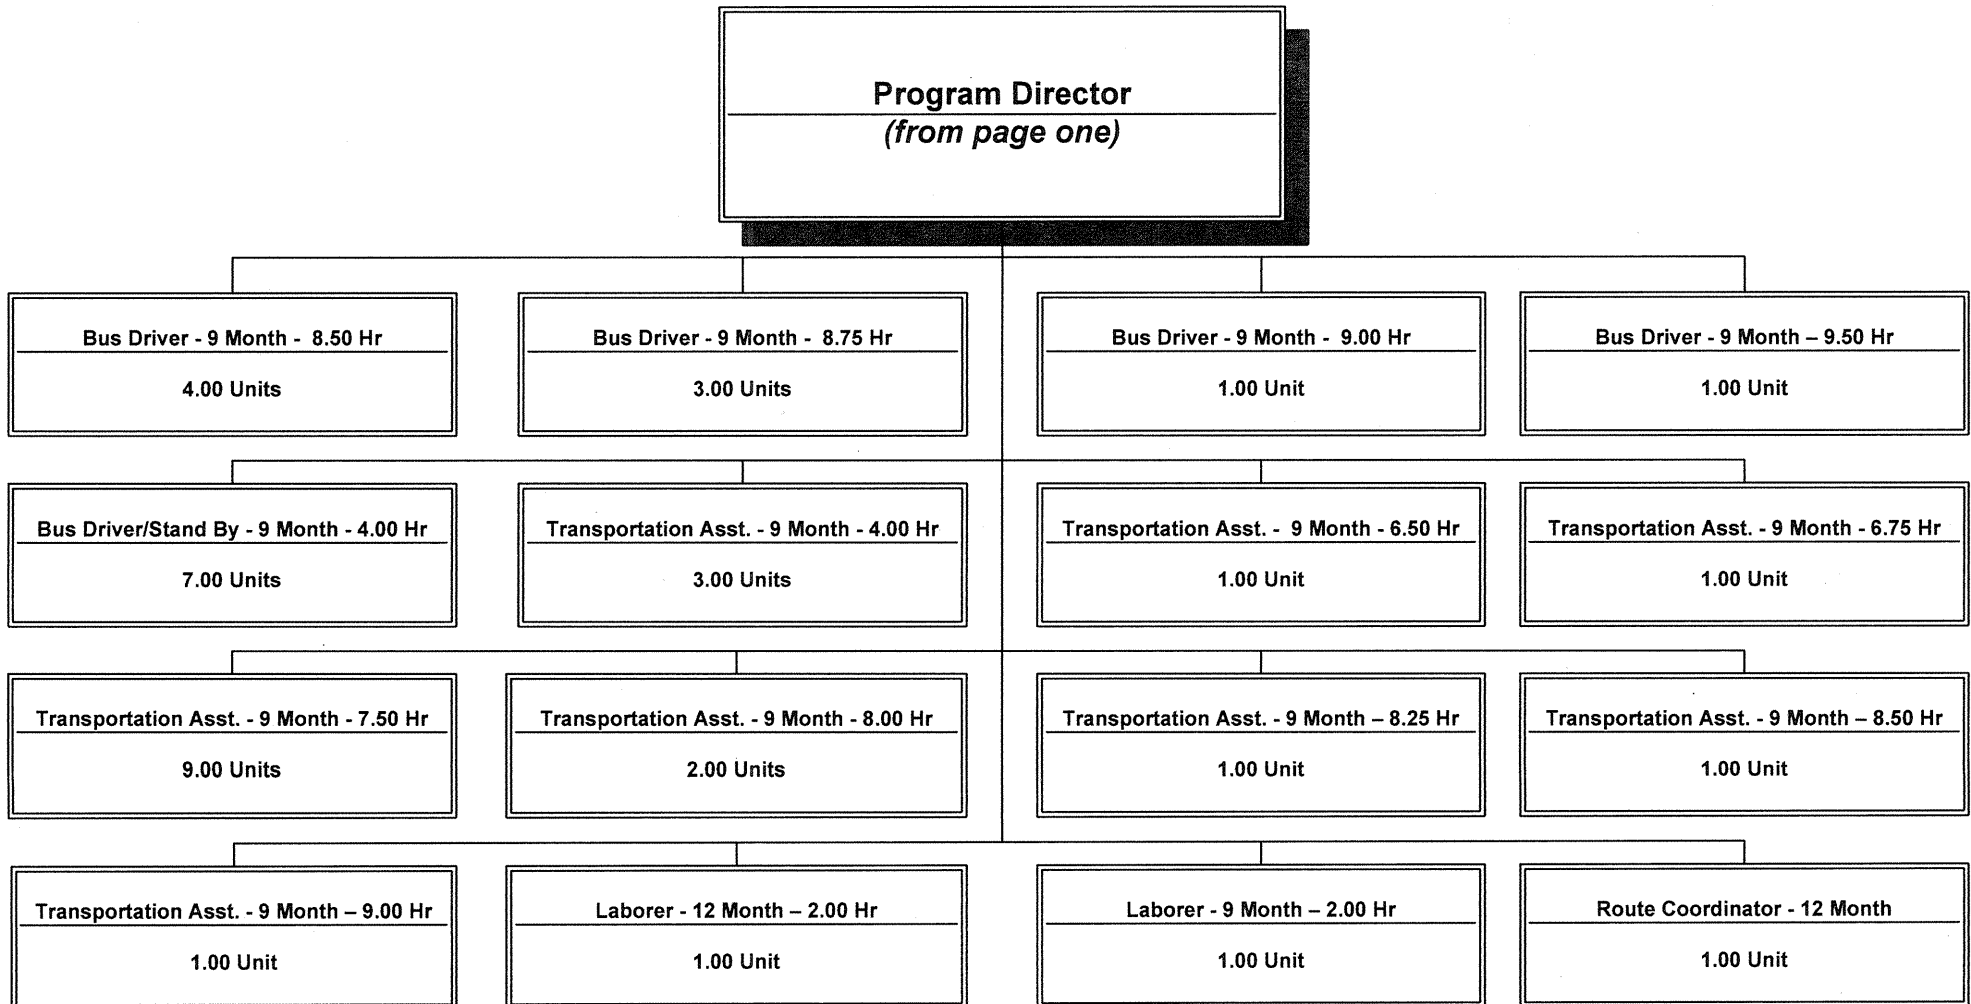 Program Director
(from page one)
Bus Driver - 9 Month - 8.50 Hr
4.00 Units
Bus Driver - 9 Month - 8.75 Hr
3.00 Units
Bus Driver - 9 Month - 9.00 Hr
1.00 Unit
Bus Driver - 9 Month – 9.50 Hr
1.00 Unit
Bus Driver/Stand By - 9 Month - 4.00 Hr
7.00 Units
Transportation Asst. - 9 Month - 4.00 Hr
3.00 Units
Transportation Asst. - 9 Month - 6.50 Hr
1.00 Unit
Transportation Asst. - 9 Month - 6.75 Hr
1.00 Unit
Transportation Asst. - 9 Month - 7.50 Hr
9.00 Units
Transportation Asst. - 9 Month - 8.00 Hr
2.00 Units
Transportation Asst. - 9 Month – 8.25 Hr
1.00 Unit
Transportation Asst. - 9 Month – 8.50 Hr
1.00 Unit
Transportation Asst. - 9 Month – 9.00 Hr
1.00 Unit
Laborer - 12 Month – 2.00 Hr
1.00 Unit
Laborer - 9 Month – 2.00 Hr
1.00 Unit
Route Coordinator - 12 Month
1.00 Unit